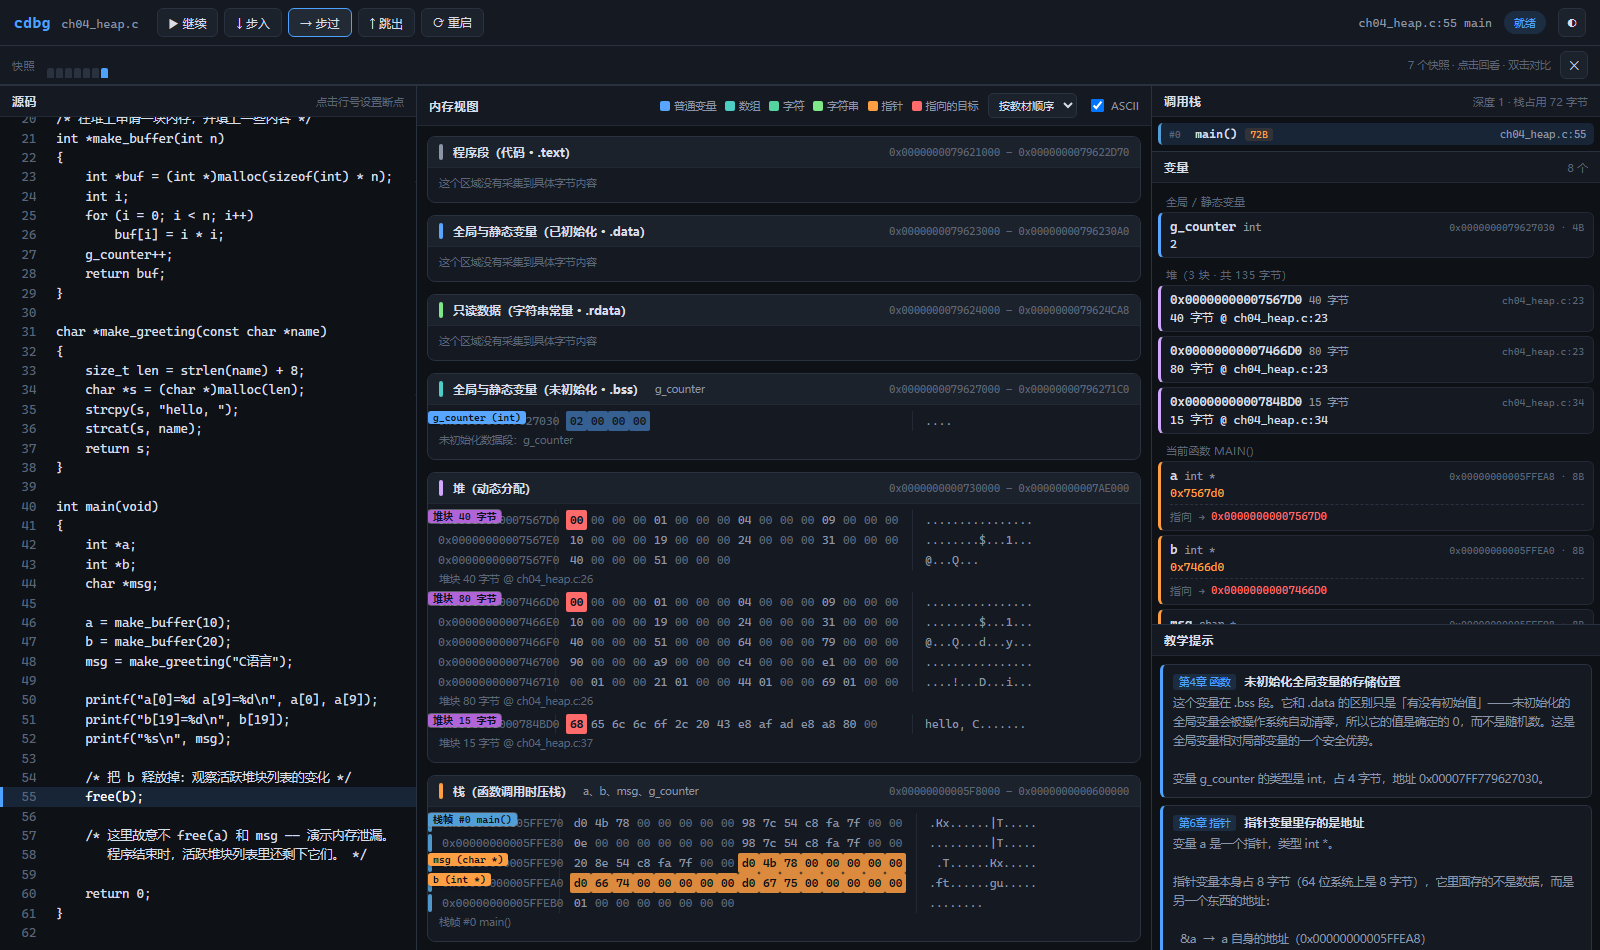 cdbg ch04_heap.c ▶ 继续 ↓ 步入 → 步过 ↑ 跳出 ⟳ 重启 ch04_heap.c:55 main 就绪
快照 7 个快照 · 点击回看 · 双击对比 ✕
源码 点击行号设置断点
20 /* 在堆上申请一块内存，并填上一些内容 */
21 int *make_buffer(int n)
22 {
23 int *buf = (int *)malloc(sizeof(int) * n);
24 int i;
25 for (i = 0; i < n; i++)
26 buf[i] = i * i;
27 g_counter++;
28 return buf;
29 }
30
31 char *make_greeting(const char *name)
32 {
33 size_t len = strlen(name) + 8;
34 char *s = (char *)malloc(len);
35 strcpy(s, "hello, ");
36 strcat(s, name);
37 return s;
38 }
39
40 int main(void)
41 {
42 int *a;
43 int *b;
44 char *msg;
45
46 a = make_buffer(10);
47 b = make_buffer(20);
48 msg = make_greeting("C语言");
49
50 printf("a[0]=%d a[9]=%d\n", a[0], a[9]);
51 printf("b[19]=%d\n", b[19]);
52 printf("%s\n", msg);
53
54 /* 把 b 释放掉：观察活跃堆块列表的变化 */
55 free(b);
56
57 /* 这里故意不 free(a) 和 msg —— 演示内存泄漏。
58 程序结束时，活跃堆块列表里还剩下它们。 */
59
60 return 0;
61 }
62
内存视图 普通变量 数组 字符 字符串 指针 指向的目标 按教材顺序 ASCII
程序段（代码 · .text） 0x0000000079621000 – 0x0000000079622D70
这个区域没有采集到具体字节内容
全局与静态变量（已初始化 · .data） 0x0000000079623000 – 0x00000000796230A0
这个区域没有采集到具体字节内容
只读数据（字符串常量 · .rdata） 0x0000000079624000 – 0x0000000079624CA8
这个区域没有采集到具体字节内容
全局与静态变量（未初始化 · .bss） g_counter 0x0000000079627000 – 0x00000000796271C0
g_counter (int) 27030 02 00 00 00 ....
未初始化数据段：g_counter
堆（动态分配） 0x0000000000730000 – 0x00000000007AE000
堆块 40 字节 0007567D0 00 00 00 00 01 00 00 00 04 00 00 00 09 00 00 00 ................
0x00000000007567E0 10 00 00 00 19 00 00 00 24 00 00 00 31 00 00 00 ........$...1...
0x00000000007567F0 40 00 00 00 51 00 00 00 @...Q...
堆块 40 字节 @ ch04_heap.c:26
堆块 80 字节 0007466D0 00 00 00 00 01 00 00 00 04 00 00 00 09 00 00 00 ................
0x00000000007466E0 10 00 00 00 19 00 00 00 24 00 00 00 31 00 00 00 ........$...1...
0x00000000007466F0 40 00 00 00 51 00 00 00 64 00 00 00 79 00 00 00 @...Q...d...y...
0x0000000000746700 90 00 00 00 a9 00 00 00 c4 00 00 00 e1 00 00 00 ................
0x0000000000746710 01 01 00 00 21 01 00 00 44 01 00 00 69 01 00 00 ....!...D...i...
堆块 80 字节 @ ch04_heap.c:26
堆块 15 字节 000784BD0 68 65 6c 6c 6f 2c 20 43 e8 af ad e8 a8 80 00 hello, C.......
堆块 15 字节 @ ch04_heap.c:37
栈（函数调用时压栈） a、b、msg、g_counter 0x00000000005F8000 – 0x0000000000600000
栈帧 #0 main() 05FFE70 d0 4b 78 00 00 00 00 00 98 7c 54 c8 fa 7f 00 00 .Kx......|T.....
0x00000000005FFE80 0e 00 00 00 00 00 00 00 98 7c 54 c8 fa 7f 00 00 .........|T.....
msg (char *) 005FFE90 20 8e 54 c8 fa 7f 00 00 d0 4b 78 00 00 00 00 00 .T......Kx.....
b (int *) 00005FFEA0 d0 66 74 00 00 00 00 00 d0 67 75 00 00 00 00 00 .ft......gu.....
0x00000000005FFEB0 01 00 00 00 00 00 00 00 ........
栈帧 #0 main()
调用栈 深度 1 · 栈占用 72 字节
#0 main() 72B ch04_heap.c:55
变量 8 个
全局 / 静态变量
g_counter int 0x0000000079627030 · 4B
2
堆（3 块 · 共 135 字节）
0x00000000007567D0 40 字节 ch04_heap.c:23
40 字节 @ ch04_heap.c:23
0x00000000007466D0 80 字节 ch04_heap.c:23
80 字节 @ ch04_heap.c:23
0x0000000000784BD0 15 字节 ch04_heap.c:34
15 字节 @ ch04_heap.c:34
当前函数 MAIN()
a int * 0x00000000005FFEA8 · 8B
0x7567d0
指向 → 0x00000000007567D0
b int * 0x00000000005FFEA0 · 8B
0x7466d0
指向 → 0x00000000007466D0
msg char * 0x00000000005FFE98 · 8B
教学提示
第4章 函数 未初始化全局变量的存储位置
这个变量在 .bss 段。它和 .data 的区别只是「有没有初始值」——未初始化的
全局变量会被操作系统自动清零，所以它的值是确定的 0，而不是随机数。这是
全局变量相对局部变量的一个安全优势。
变量 g_counter 的类型是 int，占 4 字节，地址 0x00007FF779627030。
第6章 指针 指针变量里存的是地址
变量 a 是一个指针，类型 int *。
指针变量本身占 8 字节（64 位系统上是 8 字节），它里面存的不是数据，而是
另一个东西的地址：
&a → a 自身的地址（0x00000000005FFEA8）